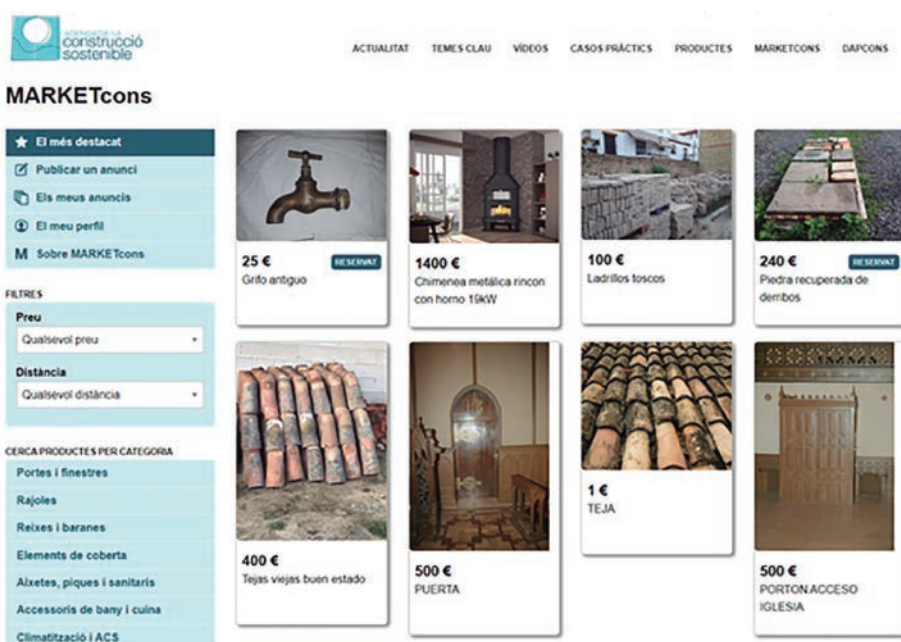 AGENDA DE LA
construcció
sostenible
ACTUALITAT TEMES CLAU VÍDEOS CASOS PRÀCTICS PRODUCTES MARKETCONS DAPCONS
MARKETcons
El més destacat
Publicar un anunci
Els meus anuncis
El meu perfil
M Sobre MARKETcons
FILTRES
Preu
Qualsevol preu
Distància
Qualsevol distància
CERCA PRODUCTES PER CATEGORIA
Portes i finestres
Rajoles
Reixes i baranes
Elements de coberta
Aixetes, piques i sanitaris
Accessoris de bany i cuina
Climatització i ACS
25 € RESERVAT
Grifo antiguo
1400 €
Chimenea metálica rincon
con horno 19kW
100 €
Ladrillos toscos
240 € RESERVAT
Piedra recuperada de
derribos
400 €
Tejas viejas buen estado
500 €
PUERTA
1 €
TEJA
500 €
PORTON ACCESO
IGLESIA